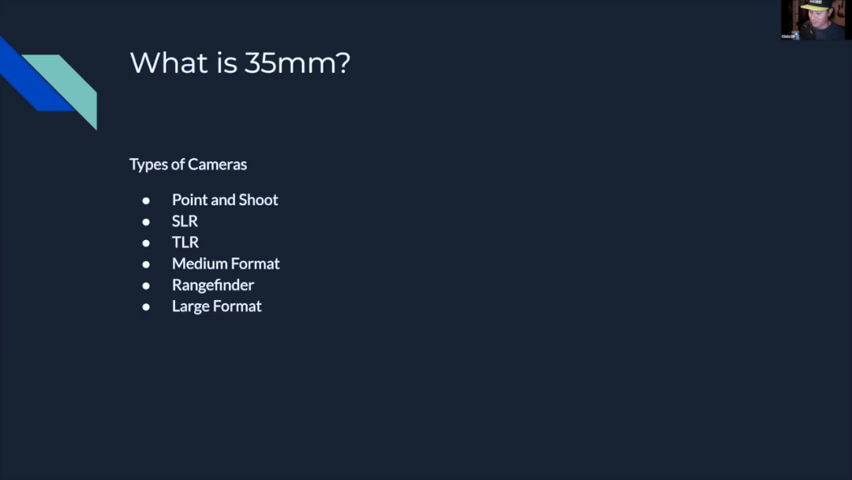 What is 35mm?
Types of Cameras
● Point and Shoot
● SLR
● TLR
● Medium Format
● Rangefinder
● Large Format